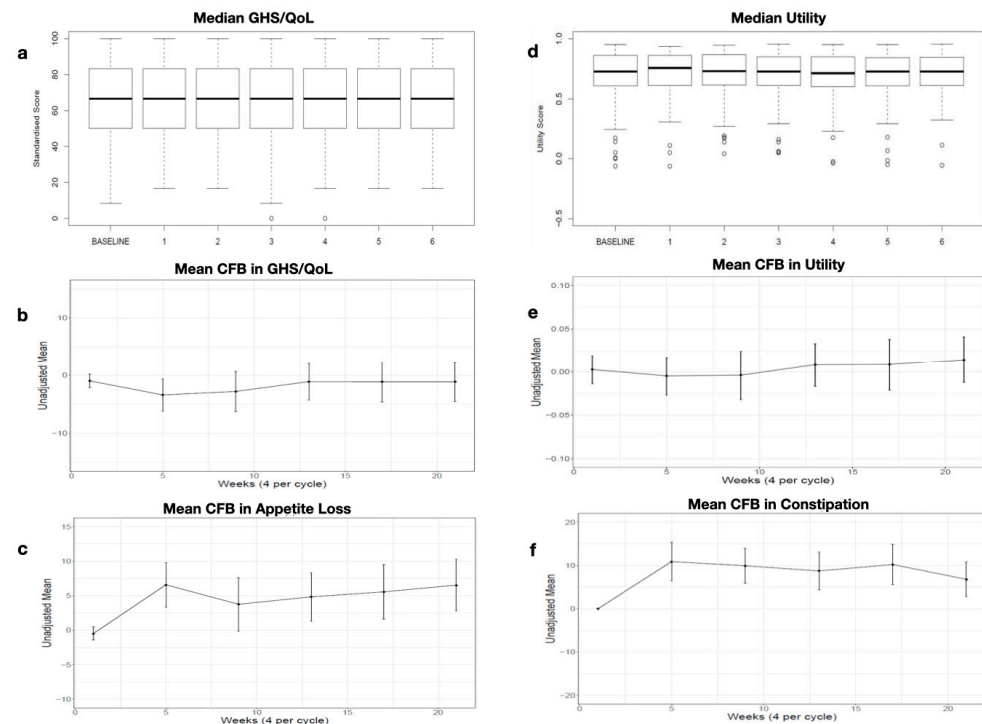 Median GHS/QoL
a
Standardised Score
100
80
60
40
20
0
BASELINE 1 2 3 4 5 6
Median Utility
d
Utility Score
1.0
0.5
0.0
−0.5
BASELINE 1 2 3 4 5 6
Mean CFB in GHS/QoL
b
Unadjusted Mean
10
0
−10
0 5 10 15 20
Weeks (4 per cycle)
Mean CFB in Utility
e
Unadjusted Mean
0.10
0.05
0.00
−0.05
−0.10
0 5 10 15 20
Weeks (4 per cycle)
Mean CFB in Appetite Loss
c
Unadjusted Mean
15
10
5
0
−5
−10
0 5 10 15 20
Weeks (4 per cycle)
Mean CFB in Constipation
f
Unadjusted Mean
20
10
0
−10
−20
0 5 10 15 20
Weeks (4 per cycle)